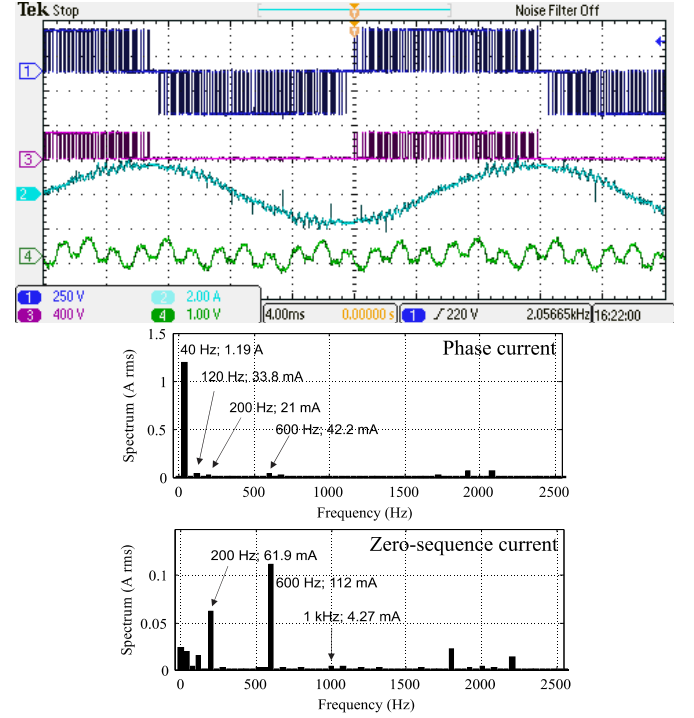 Tek Stop Noise Filter Off
T
T
1
3
2
4
1 250 V 2 2.00 A
3 400 V 4 1.00 V
4.00ms 0.00000 s 1 220 V 2.05665kHz 16:22:00
Phase current
Spectrum (A rms)
1.5
1
0.5
0
40 Hz; 1.19 A
120 Hz; 33.8 mA
200 Hz; 21 mA
600 Hz; 42.2 mA
0 500 1000 1500 2000 2500
Frequency (Hz)
Zero-sequence current
Spectrum (A rms)
0.1
0.05
0
200 Hz; 61.9 mA
600 Hz; 112 mA
1 kHz; 4.27 mA
0 500 1000 1500 2000 2500
Frequency (Hz)